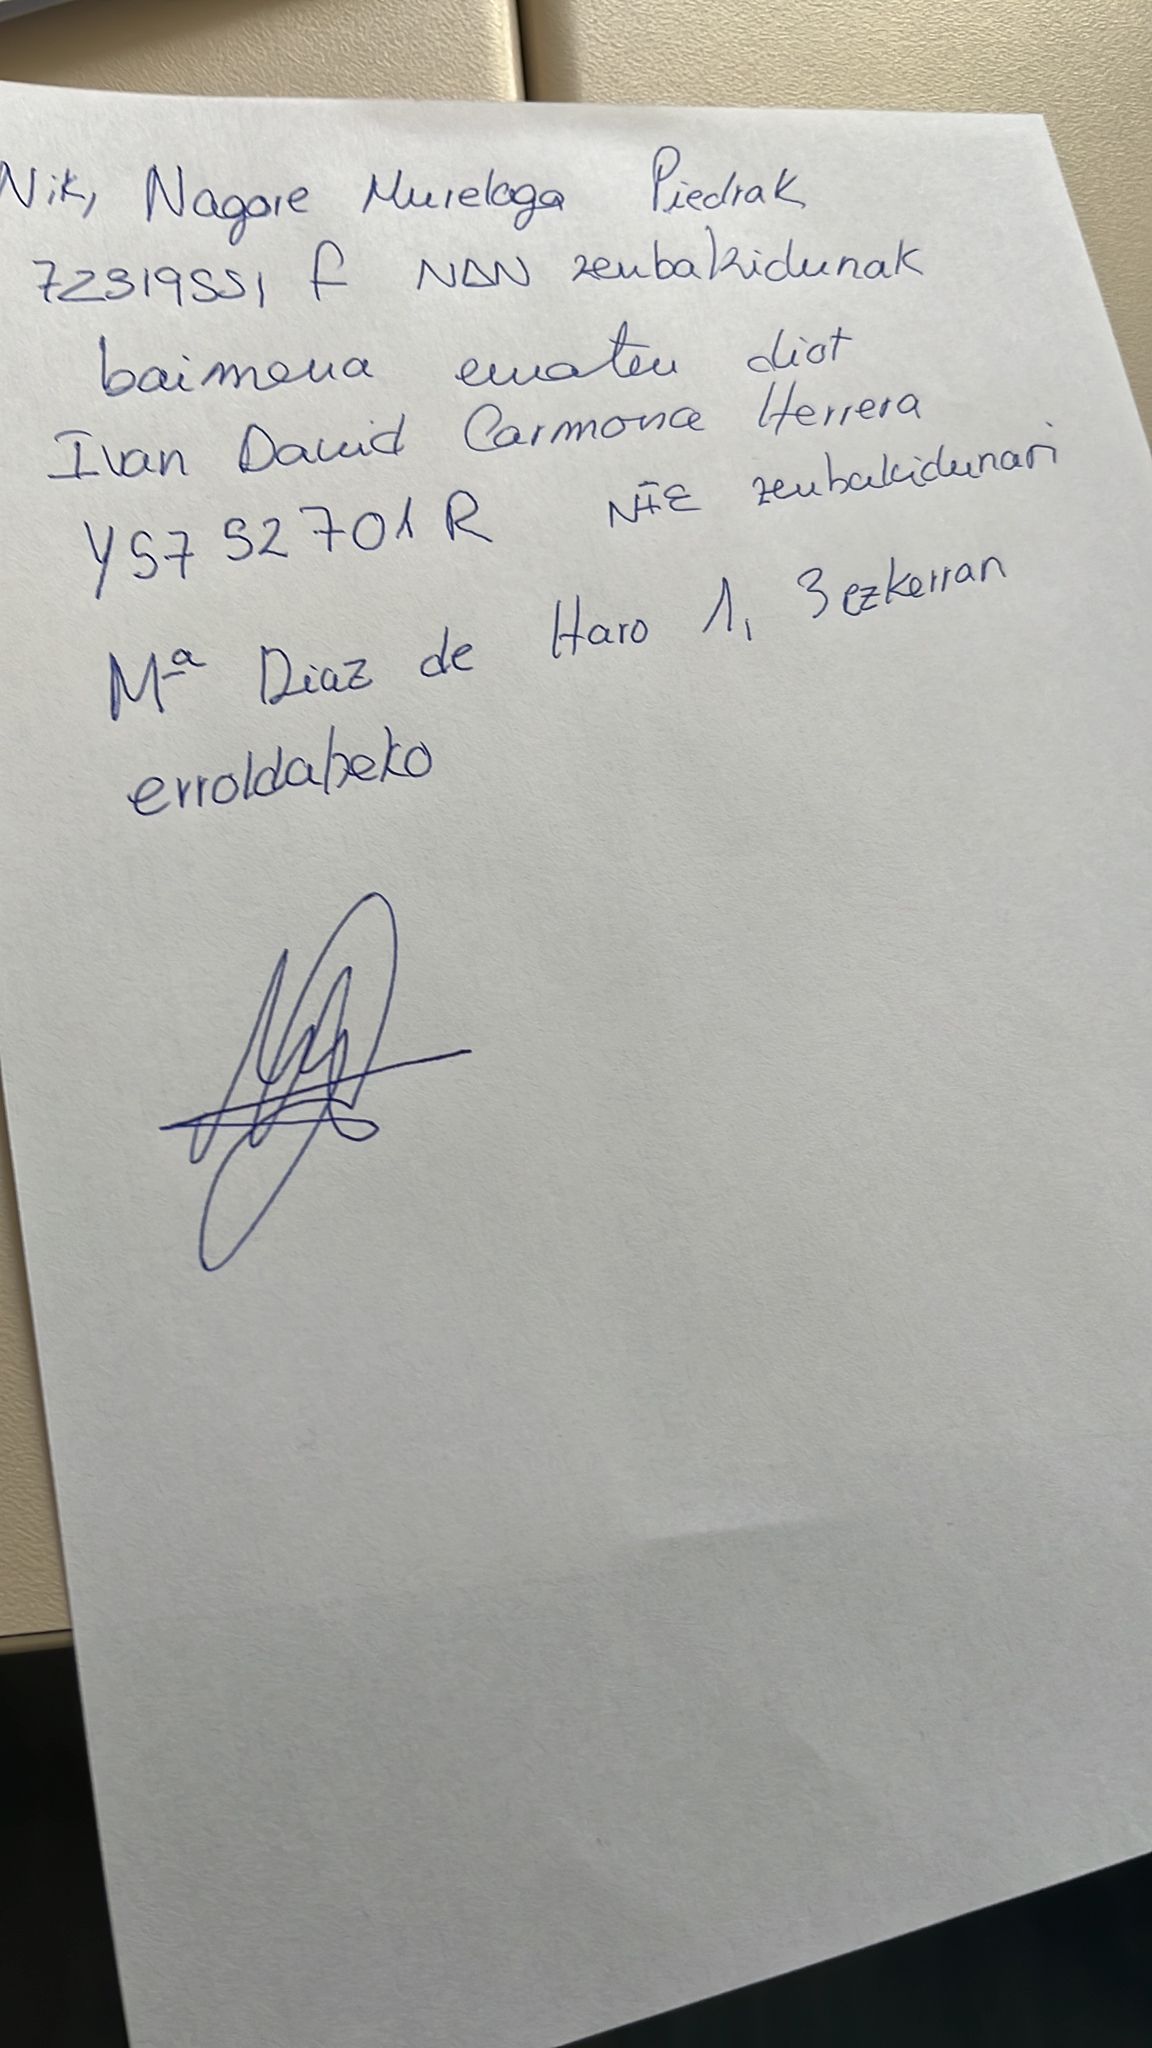 Nik, Nagore Murelaga Piedrak
72319551 F NAN zenbakidunak
baimena ematen diot
Ivan David Carmona Herrera
Y5752701R NIE zenbakidunari
Mª Diaz de Haro 1, 3 ezkerran
erroldatzeko